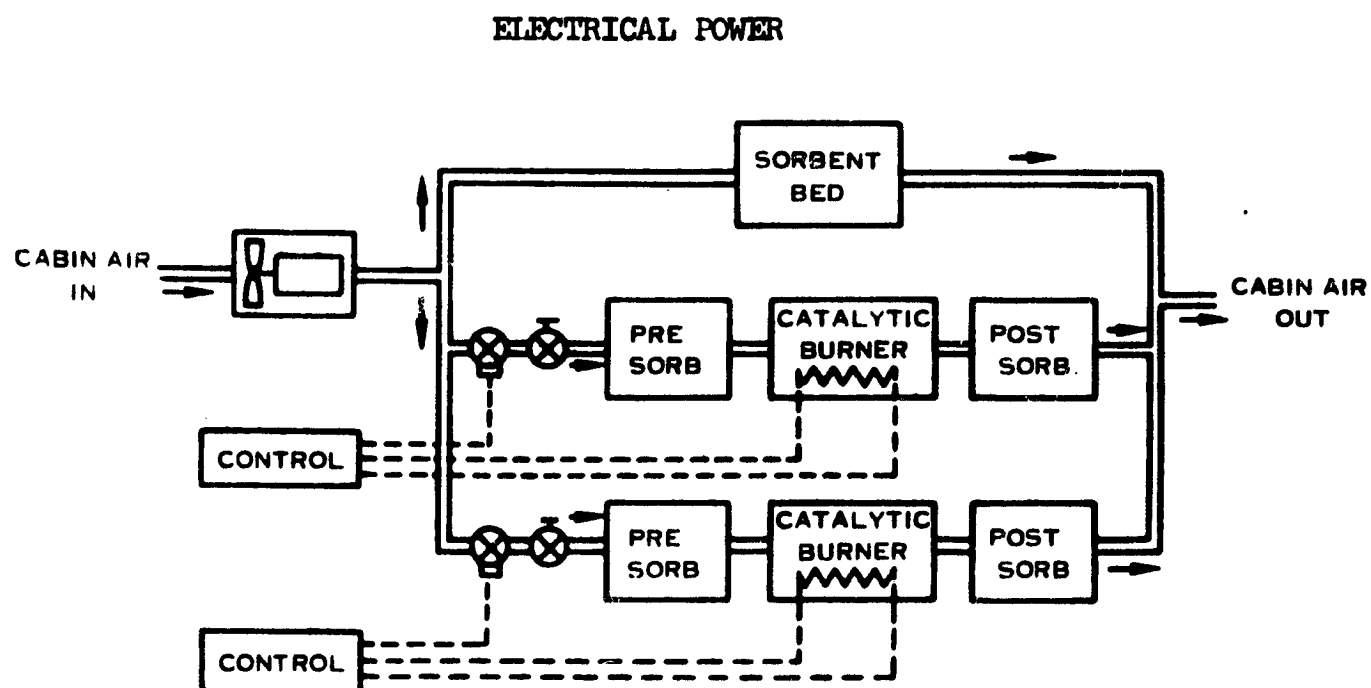 ELECTRICAL POWER
SORBENT
BED
CABIN AIR
IN
CABIN AIR
OUT
PRE
SORB
CATALYTIC
BURNER
POST
SORB.
CONTROL
PRE
SORB
CATALYTIC
BURNER
POST
SORB
CONTROL